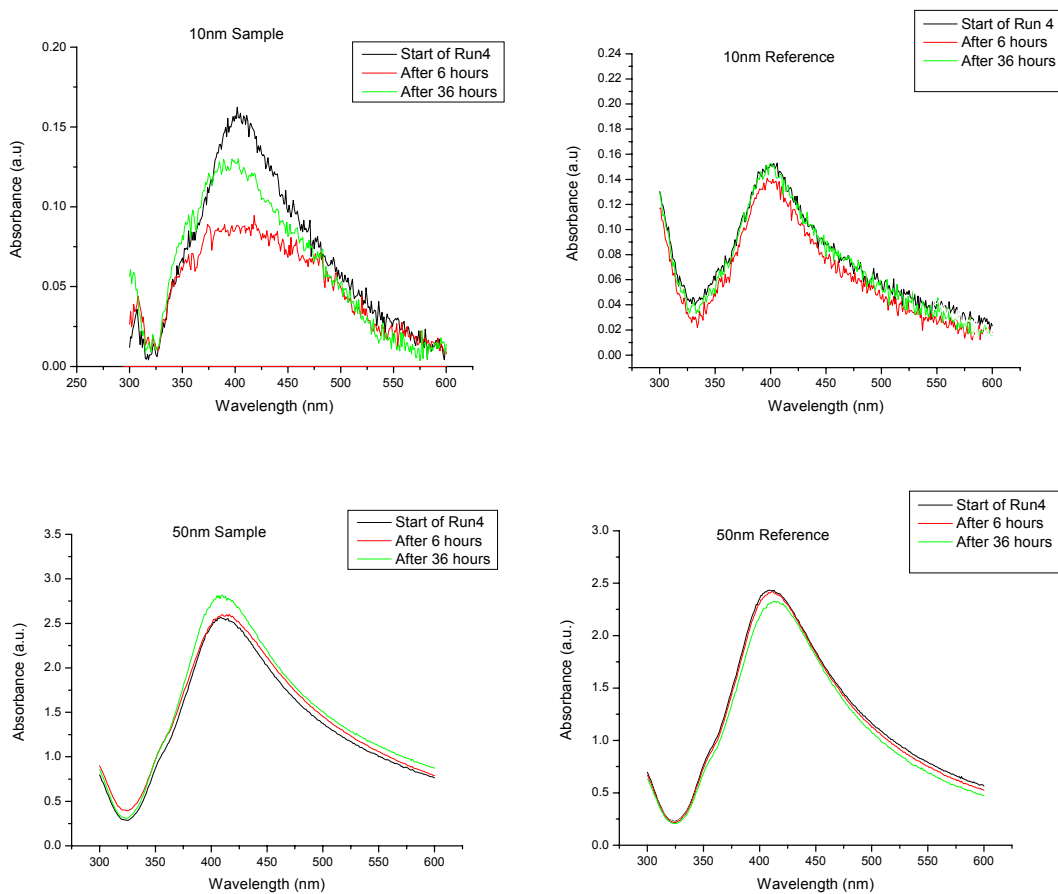 10nm Sample
Start of Run4
After 6 hours
After 36 hours
0.20
0.15
0.10
0.05
0.00
Absorbance (a.u)
250 300 350 400 450 500 550 600
Wavelength (nm)
10nm Reference
Start of Run 4
After 6 hours
After 36 hours
0.24
0.22
0.20
0.18
0.16
0.14
0.12
0.10
0.08
0.06
0.04
0.02
0.00
Absorbance (a.u)
300 350 400 450 500 550 600
Wavelength (nm)
50nm Sample
Start of Run4
After 6 hours
After 36 hours
3.5
3.0
2.5
2.0
1.5
1.0
0.5
0.0
Absorbance (a.u.)
300 350 400 450 500 550 600
Wavelength (nm)
50nm Reference
Start of Run4
After 6 hours
After 36 hours
3.0
2.5
2.0
1.5
1.0
0.5
0.0
Absorbance (a.u.)
300 350 400 450 500 550 600
Wavelength (nm)